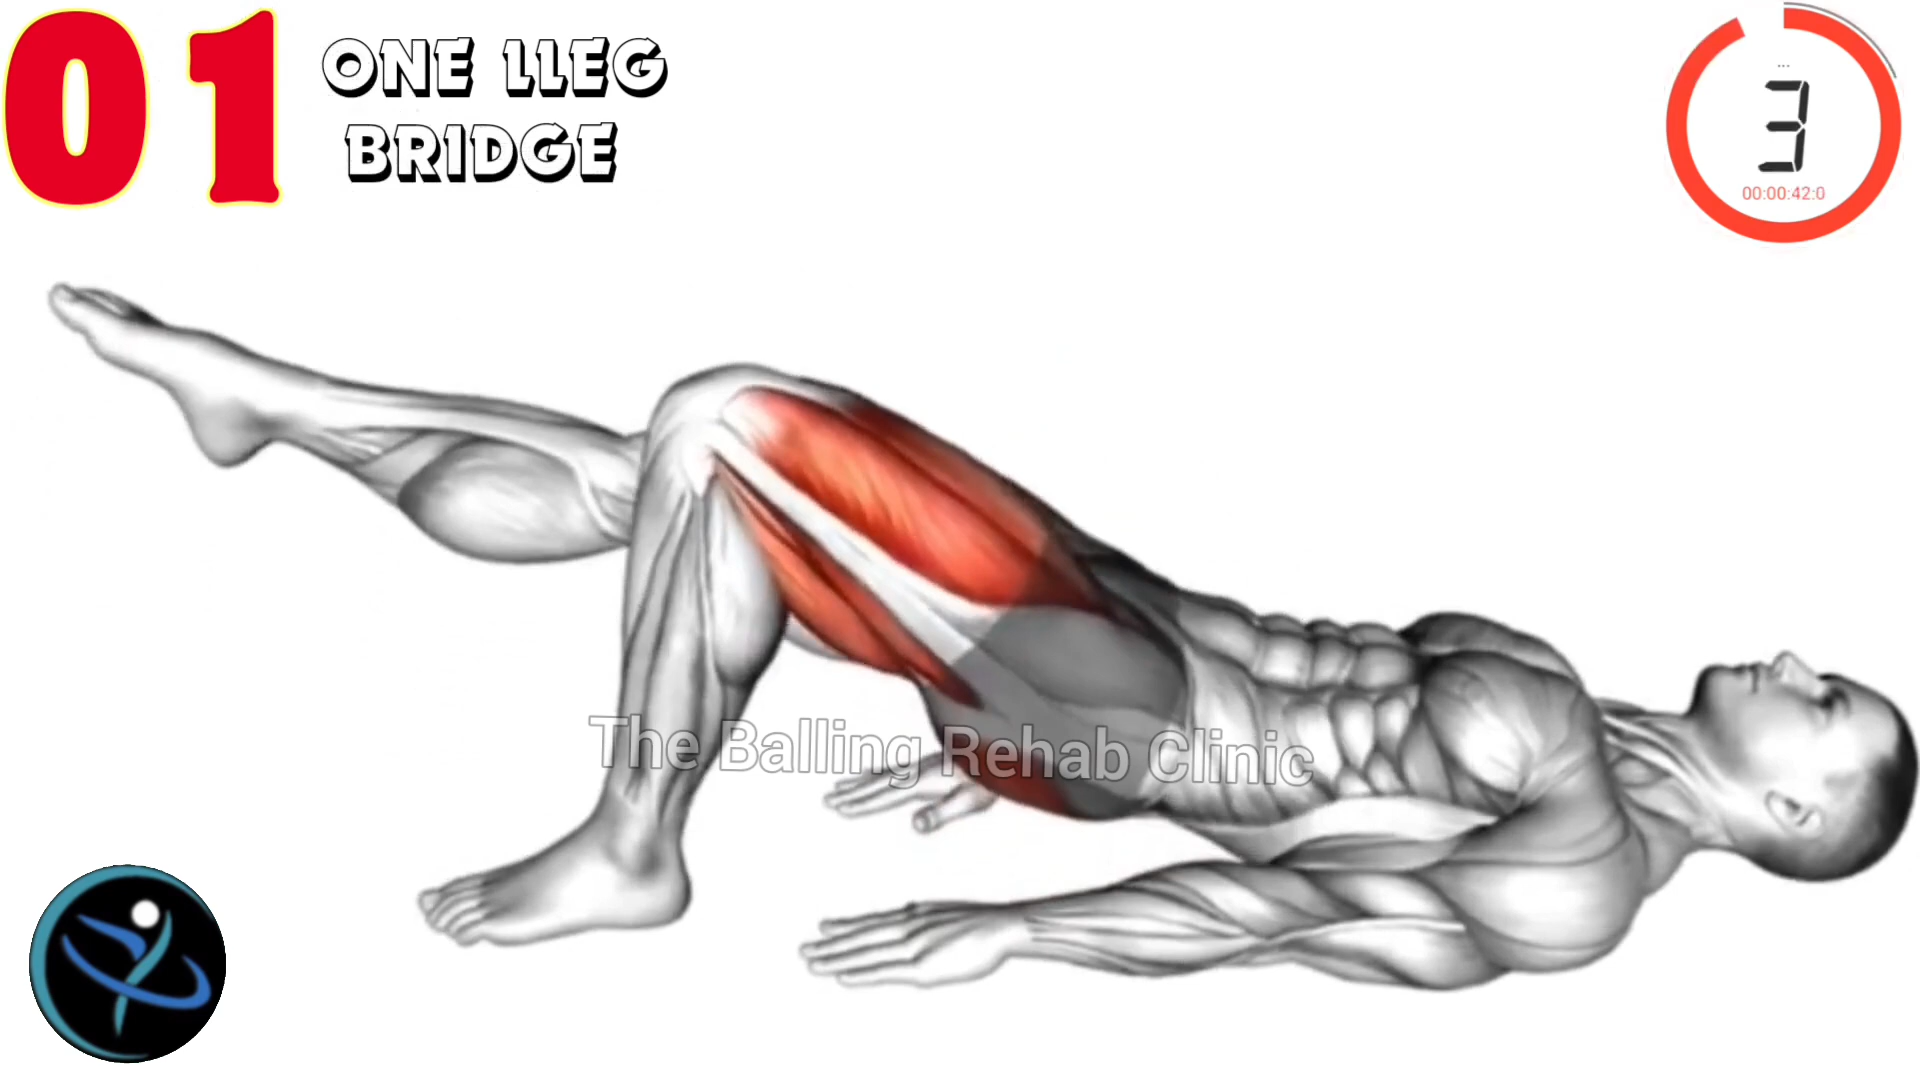 01
ONE LLEG
BRIDGE
...
3
00:00:42:0
The Balling Rehab Clinic